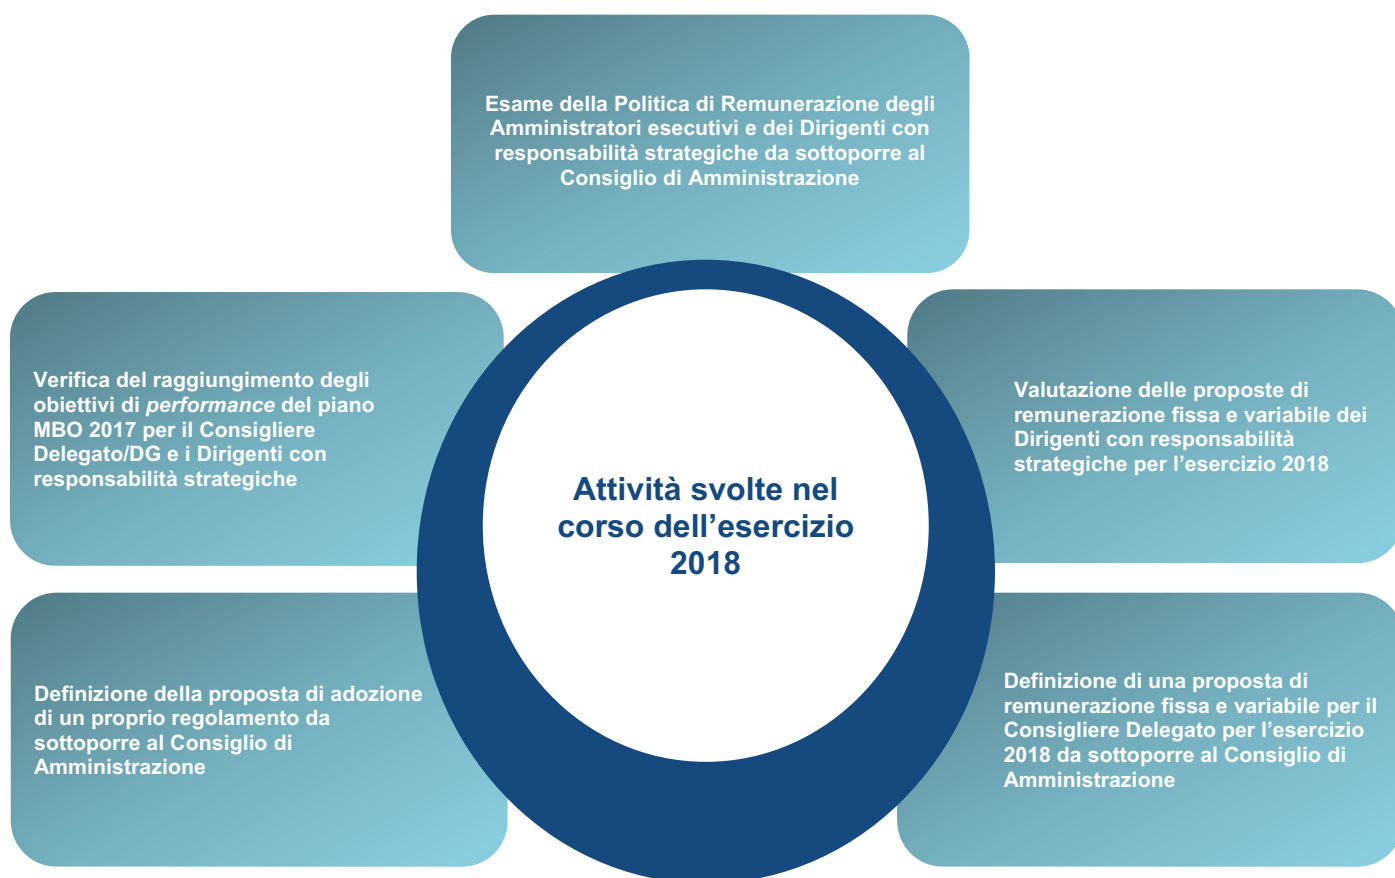 Esame della Politica di Remunerazione degli
Amministratori esecutivi e dei Dirigenti con
responsabilità strategiche da sottoporre al
Consiglio di Amministrazione
Verifica del raggiungimento degli
obiettivi di performance del piano
MBO 2017 per il Consigliere
Delegato/DG e i Dirigenti con
responsabilità strategiche
Valutazione delle proposte di
remunerazione fissa e variabile dei
Dirigenti con responsabilità
strategiche per l’esercizio 2018
Attività svolte nel
corso dell’esercizio
2018
Definizione della proposta di adozione
di un proprio regolamento da
sottoporre al Consiglio di
Amministrazione
Definizione di una proposta di
remunerazione fissa e variabile per il
Consigliere Delegato per l’esercizio
2018 da sottoporre al Consiglio di
Amministrazione